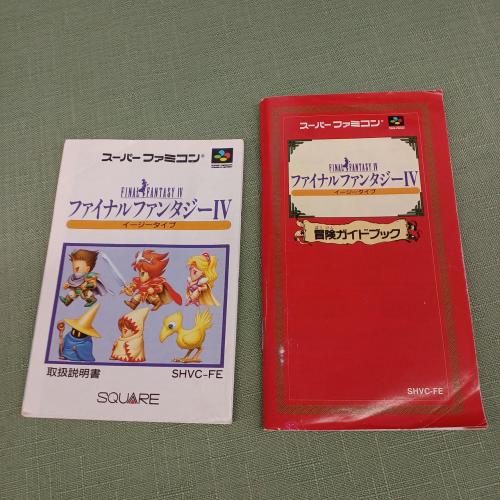 スーパーファミコン®
FINAL FANTASY IV
ファイナルファンタジーIV
イージータイプ
取扱説明書
SHVC-FE
SQUARE
スーパーファミコン®
FINAL FANTASY IV
ファイナルファンタジーIV
イージータイプ
冒険ガイドブック
SHVC-FE